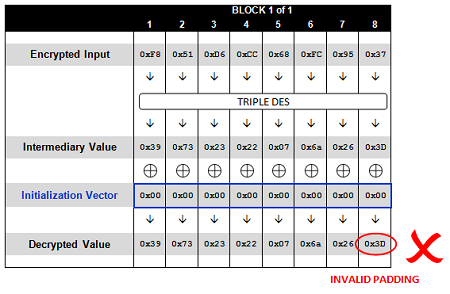 BLOCK 1 of 1
1 2 3 4 5 6 7 8
Encrypted Input 0xF8 0x51 0xD6 0xCC 0x68 0xFC 0x95 0x37
TRIPLE DES
Intermediary Value 0x39 0x73 0x23 0x22 0x07 0x6a 0x26 0x3D
Initialization Vector 0x00 0x00 0x00 0x00 0x00 0x00 0x00 0x00
Decrypted Value 0x39 0x73 0x23 0x22 0x07 0x6a 0x26 0x3D
INVALID PADDING